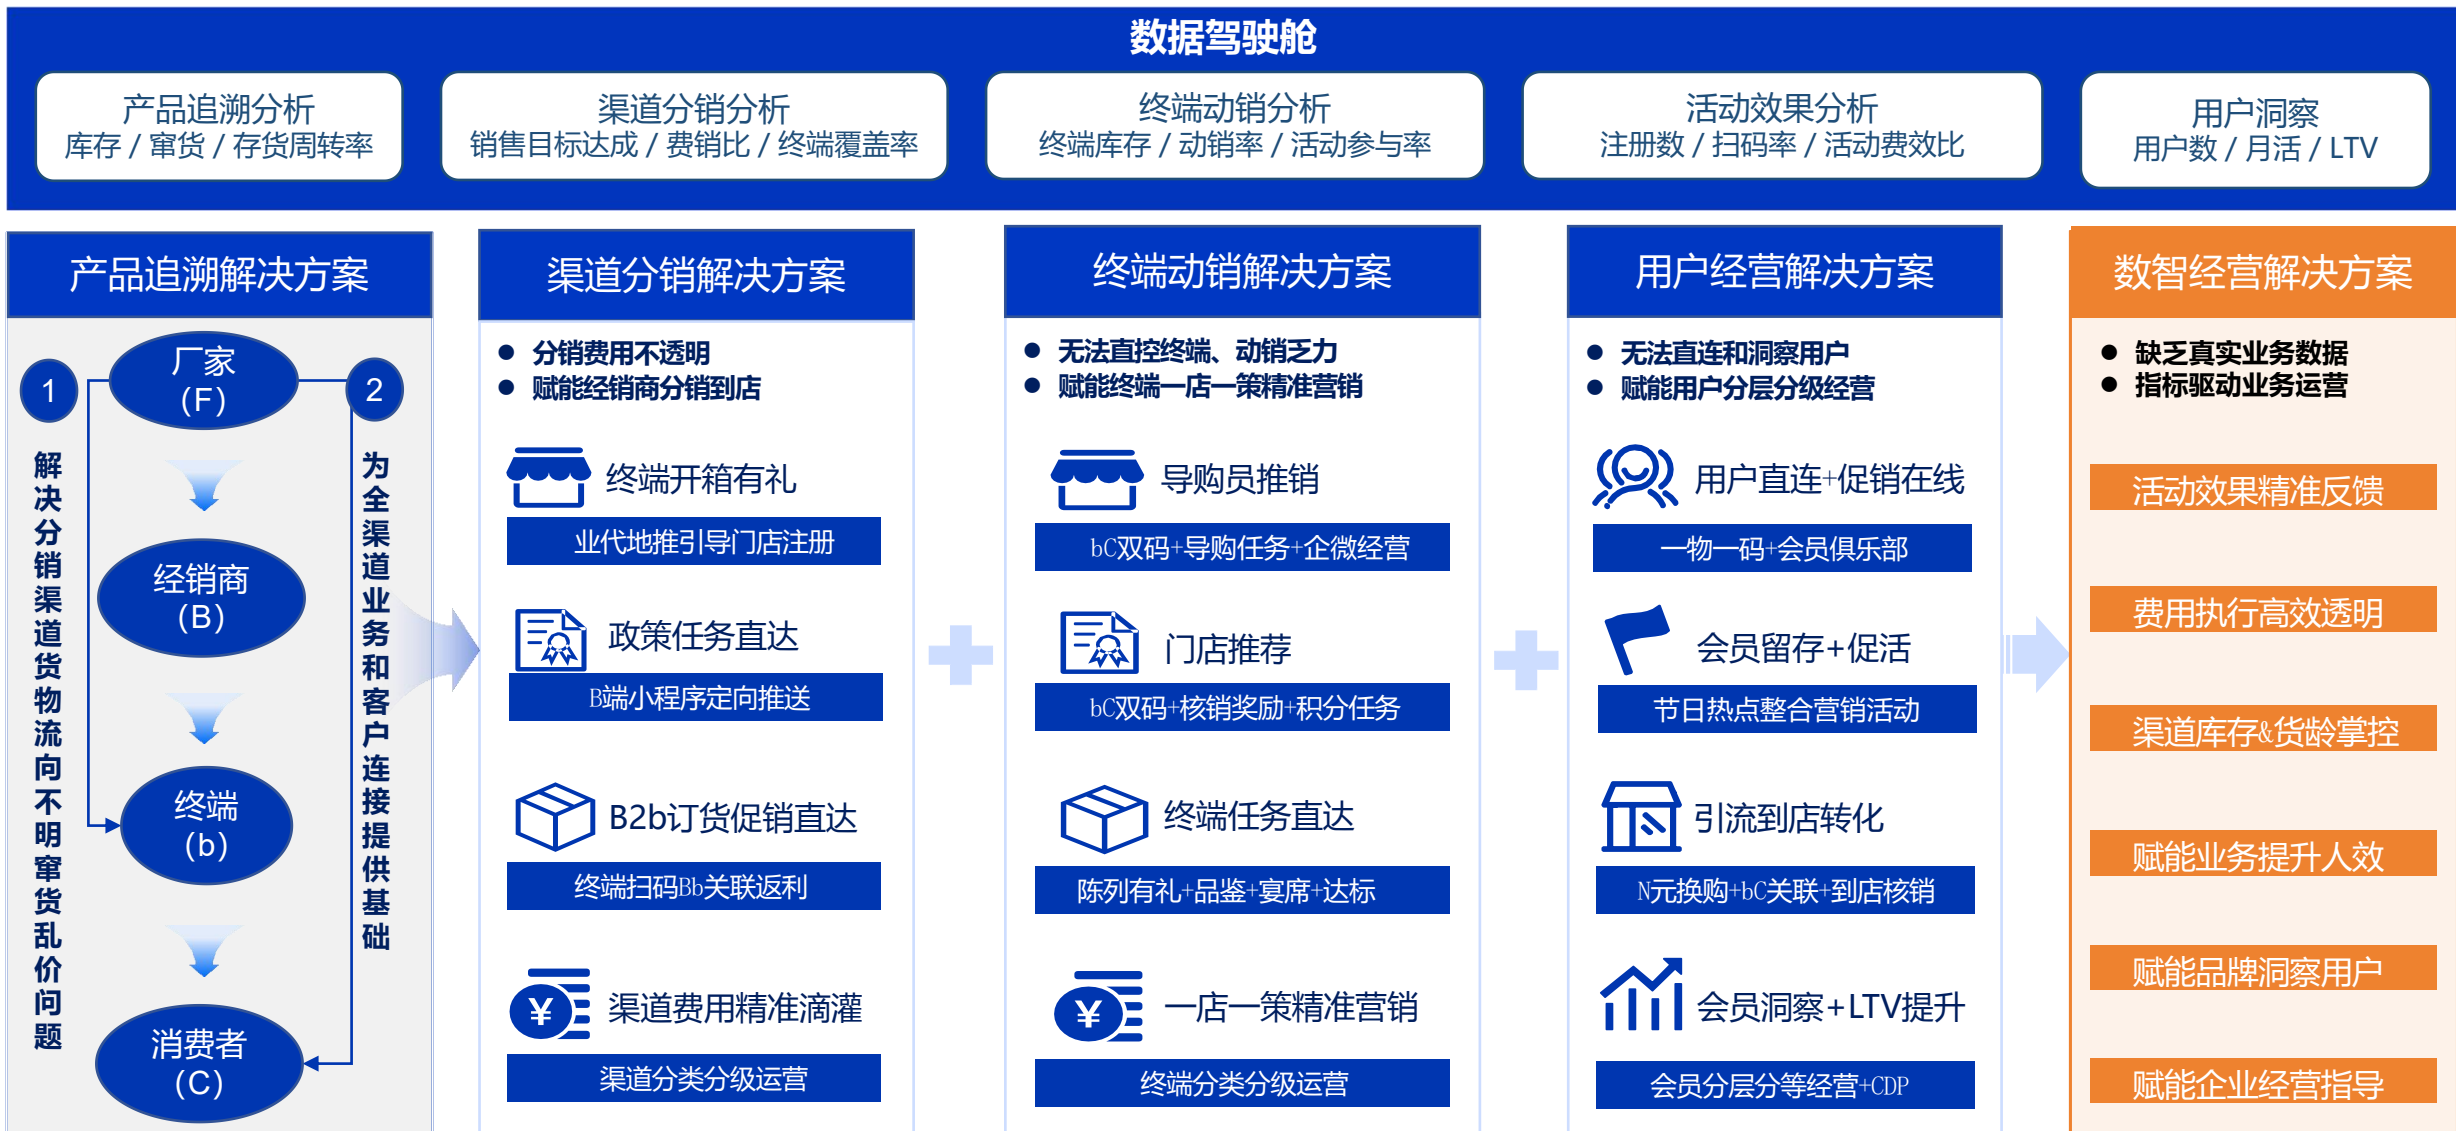 数据驾驶舱
产品追溯分析
库存 / 窜货 / 存货周转率
渠道分销分析
销售目标达成 / 费销比 / 终端覆盖率
终端动销分析
终端库存 / 动销率 / 活动参与率
活动效果分析
注册数 / 扫码率 / 活动费效比
用户洞察
用户数 / 月活 / LTV
产品追溯解决方案
1
解决分销渠道货物流向不明窜货乱价问题
厂家
(F)
经销商
(B)
终端
(b)
消费者
(C)
2
为全渠道业务和客户连接提供基础
渠道分销解决方案
● 分销费用不透明
● 赋能经销商分销到店
终端开箱有礼
业代地推引导门店注册
政策任务直达
B端小程序定向推送
B2b订货促销直达
终端扫码Bb关联返利
渠道费用精准滴灌
渠道分类分级运营
终端动销解决方案
● 无法直控终端、动销乏力
● 赋能终端一店一策精准营销
导购员推销
bC双码+导购任务+企微经营
门店推荐
bC双码+核销奖励+积分任务
终端任务直达
陈列有礼+品鉴+宴席+达标
一店一策精准营销
终端分类分级运营
用户经营解决方案
● 无法直连和洞察用户
● 赋能用户分层分级经营
用户直连+促销在线
一物一码+会员俱乐部
会员留存+促活
节日热点整合营销活动
引流到店转化
N元换购+bC关联+到店核销
会员洞察+LTV提升
会员分层分等经营+CDP
数智经营解决方案
● 缺乏真实业务数据
● 指标驱动业务运营
活动效果精准反馈
费用执行高效透明
渠道库存&货龄掌控
赋能业务提升人效
赋能品牌洞察用户
赋能企业经营指导